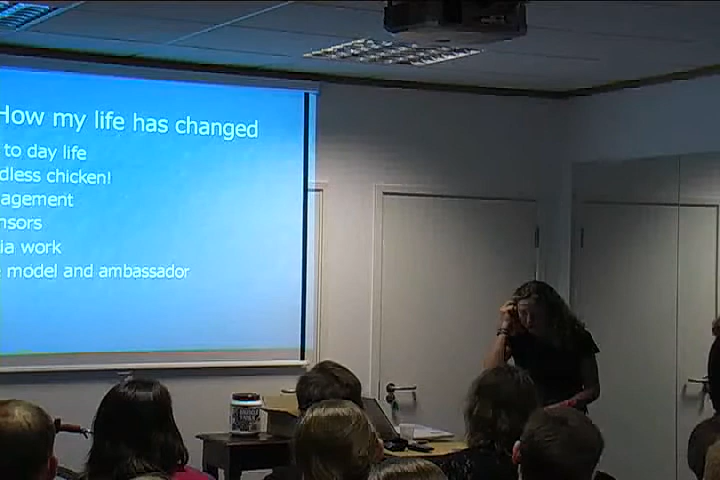 How my life has changed
to day life
dless chicken!
agement
nsors
ia work
model and ambassador